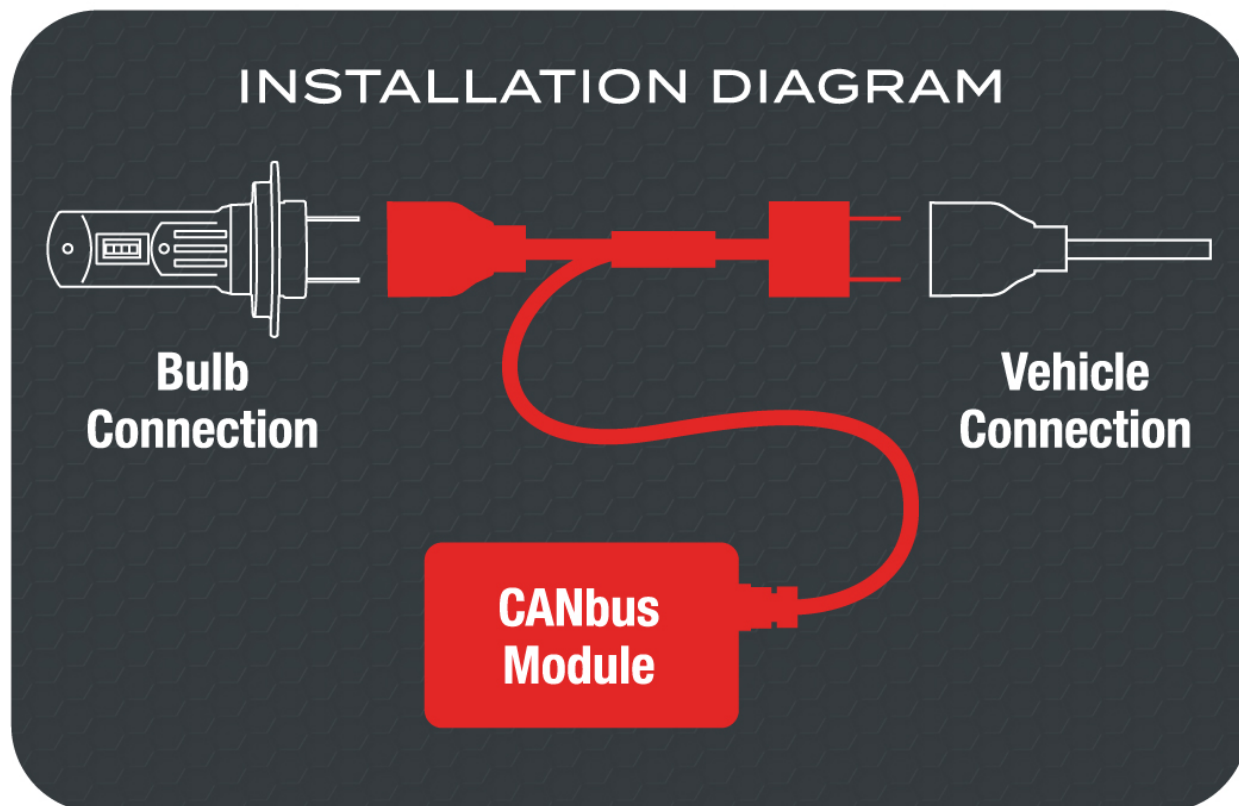 INSTALLATION DIAGRAM
Bulb
Connection
Vehicle
Connection
CANbus
Module